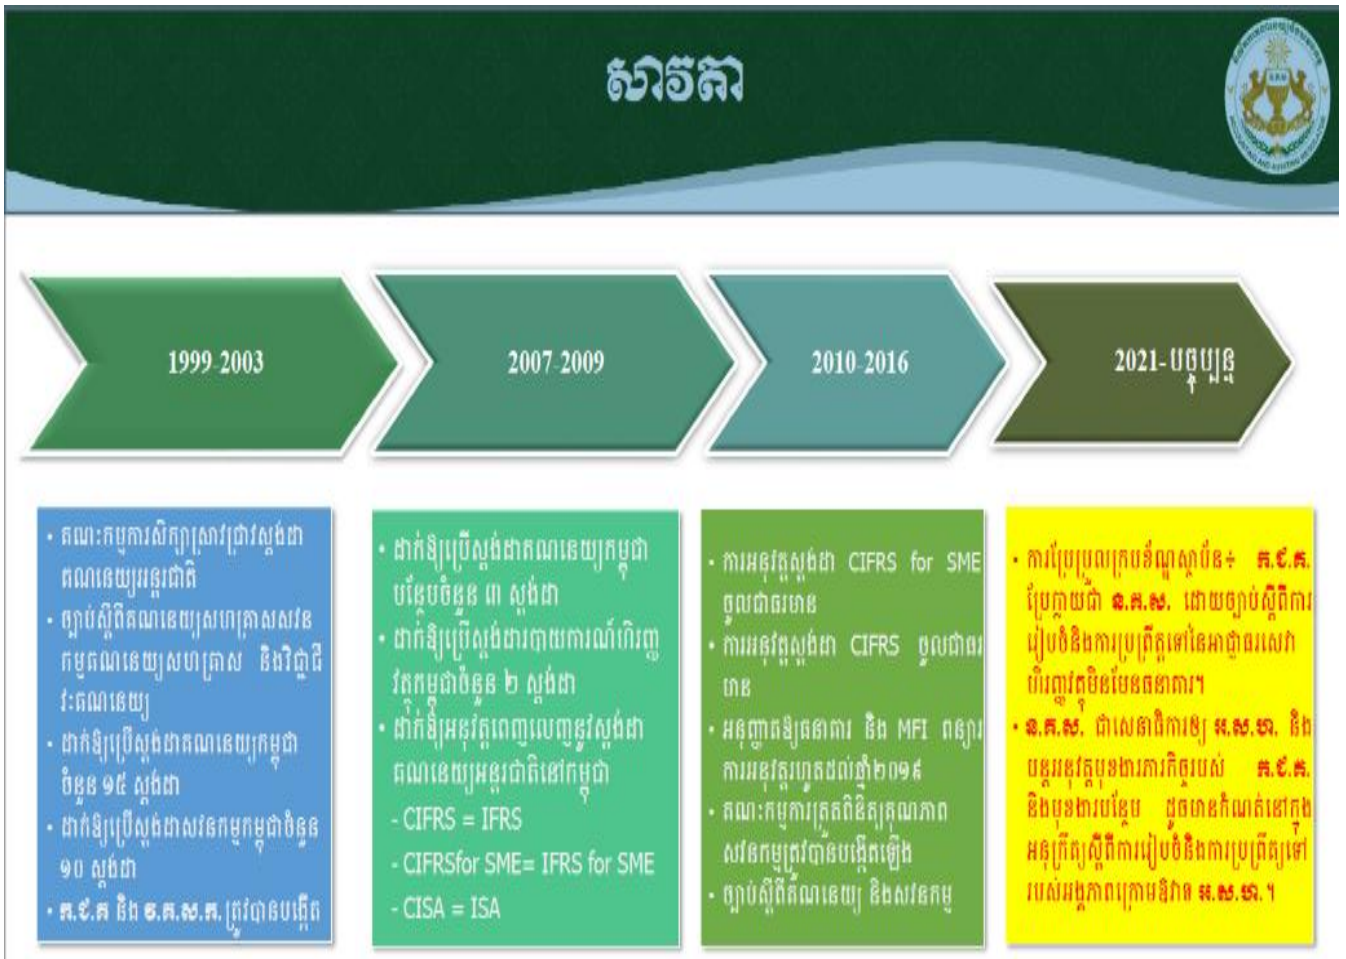 សាវតា
1999-2003
2007-2009
2010-2016
2021-បច្ចុប្បន្ន
• គណៈកម្មការសិក្សាស្រាវជ្រាវស្តង់ដា
គណនេយ្យអន្តរជាតិ
• ច្បាប់ស្តីពីគណនេយ្យសហគ្រាសសវន
កម្មគណនេយ្យសហគ្រាស និងវិជ្ជាជី
វៈគណនេយ្យ
• ដាក់ឱ្យប្រើស្តង់ដាគណនេយ្យកម្ពុជា
ចំនួន ១៥ ស្តង់ដា
• ដាក់ឱ្យប្រើស្តង់ដាសវនកម្មកម្ពុជាចំនួន
១០ ស្តង់ដា
• ក.ជ.គ និង វ.គ.ស.ក. ត្រូវបានបង្កើត
• ដាក់ឱ្យប្រើស្តង់ដាគណនេយ្យកម្ពុជា
បន្ថែមចំនួន ៣ ស្តង់ដា
• ដាក់ឱ្យប្រើស្តង់ដារបាយការណ៍ហិរញ្ញ
វត្ថុកម្ពុជាចំនួន ២ ស្តង់ដា
• ដាក់ឱ្យអនុវត្តពេញលេញនូវស្តង់ដា
គណនេយ្យអន្តរជាតិនៅកម្ពុជា
- CIFRS = IFRS
- CIFRSfor SME= IFRS for SME
- CISA = ISA
• ការអនុវត្តស្តង់ដា CIFRS for SME
ចូលជាធរមាន
• ការអនុវត្តស្តង់ដា CIFRS ចូលជាធរ
មាន
• អនុញ្ញាតឱ្យធនាគារ និង MFI ពន្យារ
ការអនុវត្តរហូតដល់ឆ្នាំ២០១៩
• គណៈកម្មការត្រួតពិនិត្យគុណភាព
សវនកម្មត្រូវបានបង្កើតឡើង
• ច្បាប់ស្តីពីគណនេយ្យ និងសវនកម្ម
• ការប្រែប្រួលក្របខ័ណ្ឌស្ថាប័ន÷ ក.ជ.គ.
ប្រែក្លាយជា ន.គ.ស. ដោយច្បាប់ស្តីពីការ
រៀបចំនិងការប្រព្រឹត្តទៅនៃអាជ្ញាធរសេវា
ហិរញ្ញវត្ថុមិនមែនធនាគារ។
• ន.គ.ស. ជាសេនាធិការឲ្យ អ.ស.ហ. និង
បន្តអនុវត្តមុខងារភារកិច្ចរបស់ ក.ជ.គ.
និងមុខងារបន្ថែម ដូចមានកំណត់នៅក្នុង
អនុក្រឹត្យស្តីពីការរៀបចំនិងការប្រព្រឹត្យទៅ
របស់អង្គភាពក្រោមឱវាទ អ.ស.ហ. ។